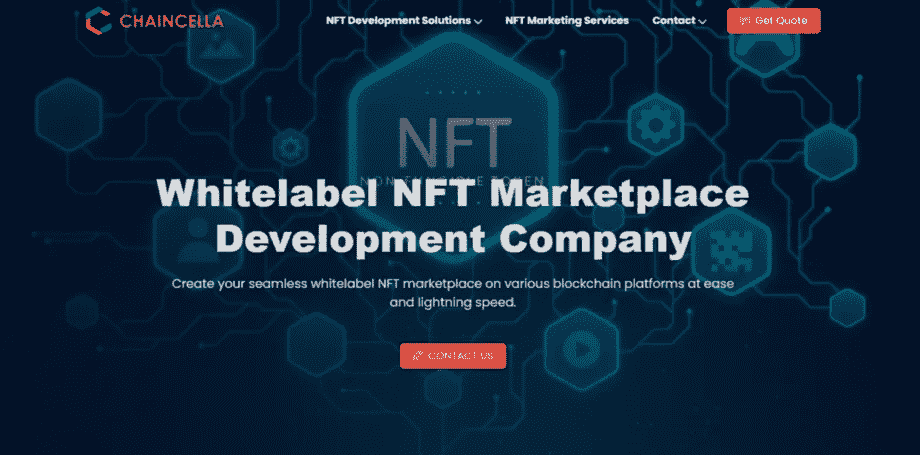 CHAINCELLA
NFT Development Solutions
NFT Marketing Services
Contact
Get Quote
NFT
NON-FUNGIBLE TOKEN
Whitelabel NFT Marketplace
Development Company
Create your seamless whitelabel NFT marketplace on various blockchain platforms at ease
and lightning speed.
CONTACT US